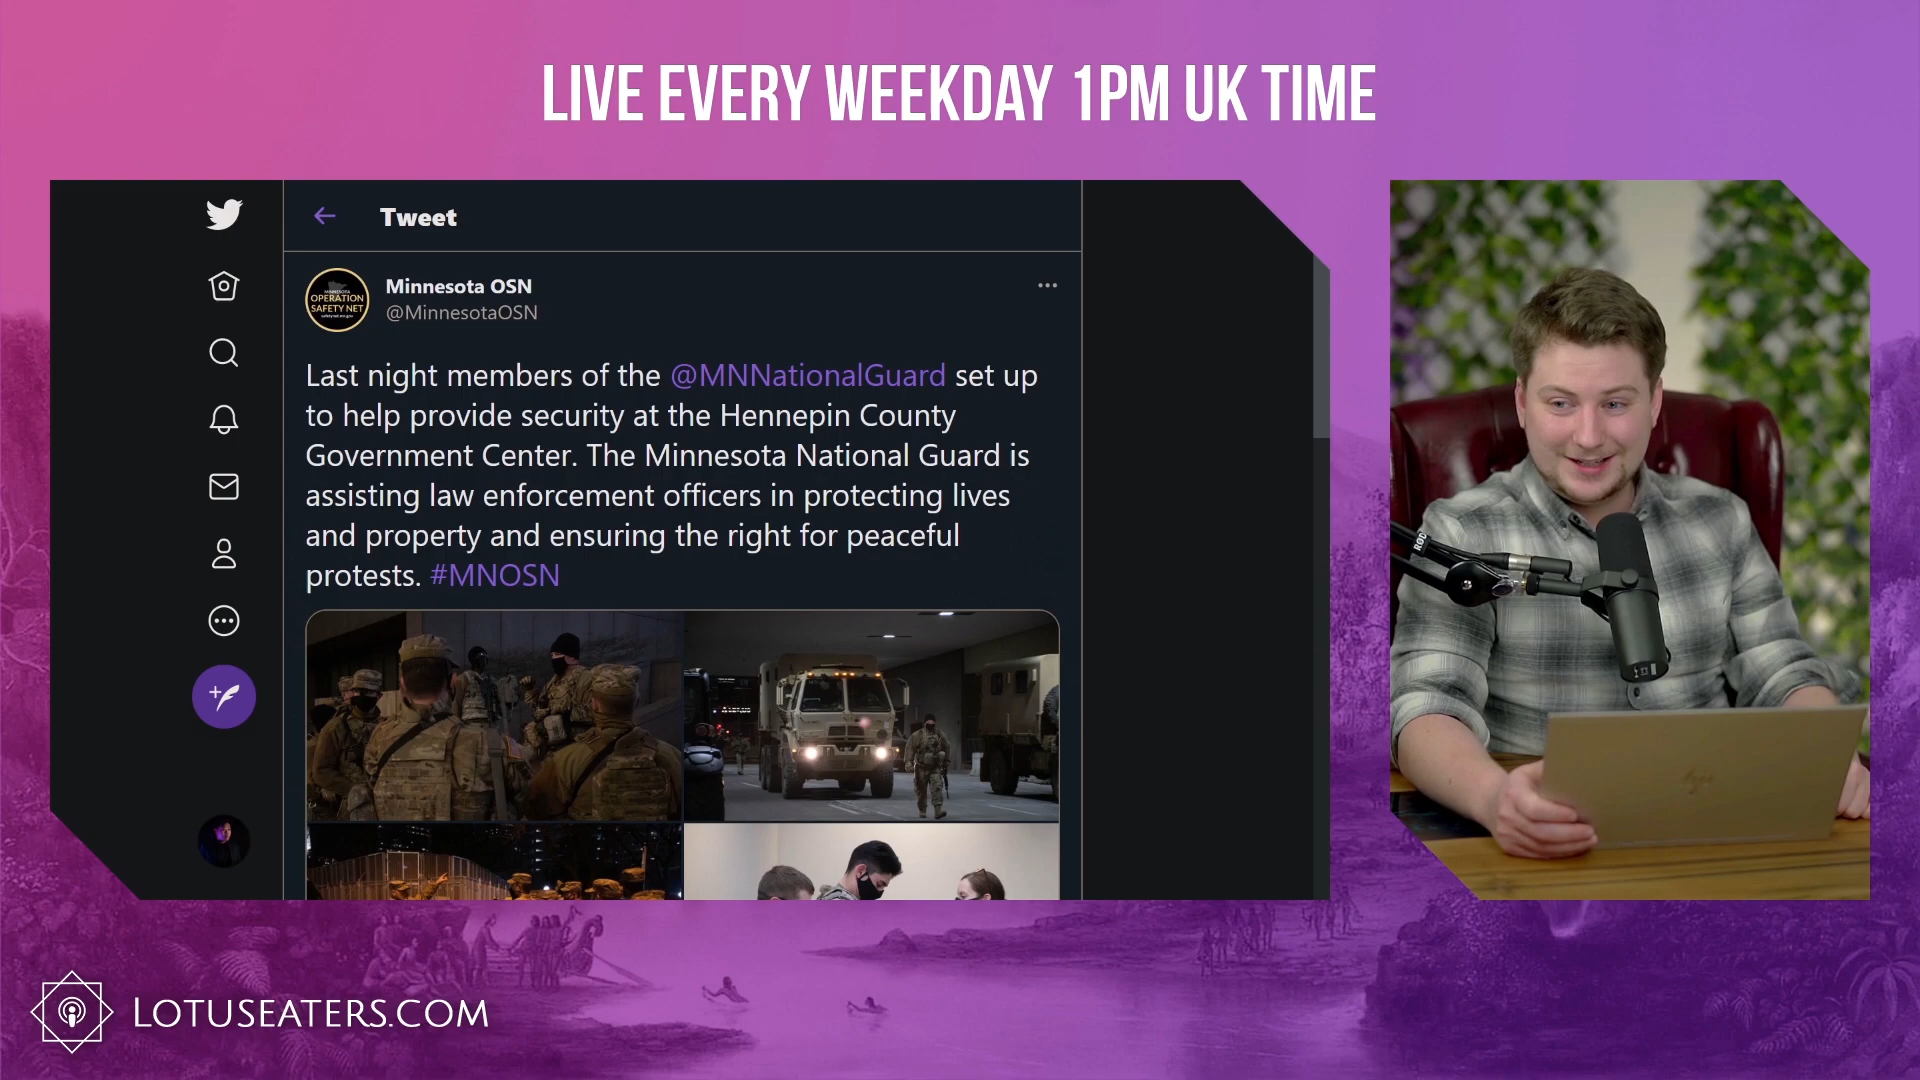 LIVE EVERY WEEKDAY 1PM UK TIME
Tweet
Minnesota OSN
@MinnesotaOSN
MINNESOTA
OPERATION
SAFETY NET
Last night members of the @MNNationalGuard set up
to help provide security at the Hennepin County
Government Center. The Minnesota National Guard is
assisting law enforcement officers in protecting lives
and property and ensuring the right for peaceful
protests. #MNOSN
RØDE
LOTUSEATERS.COM